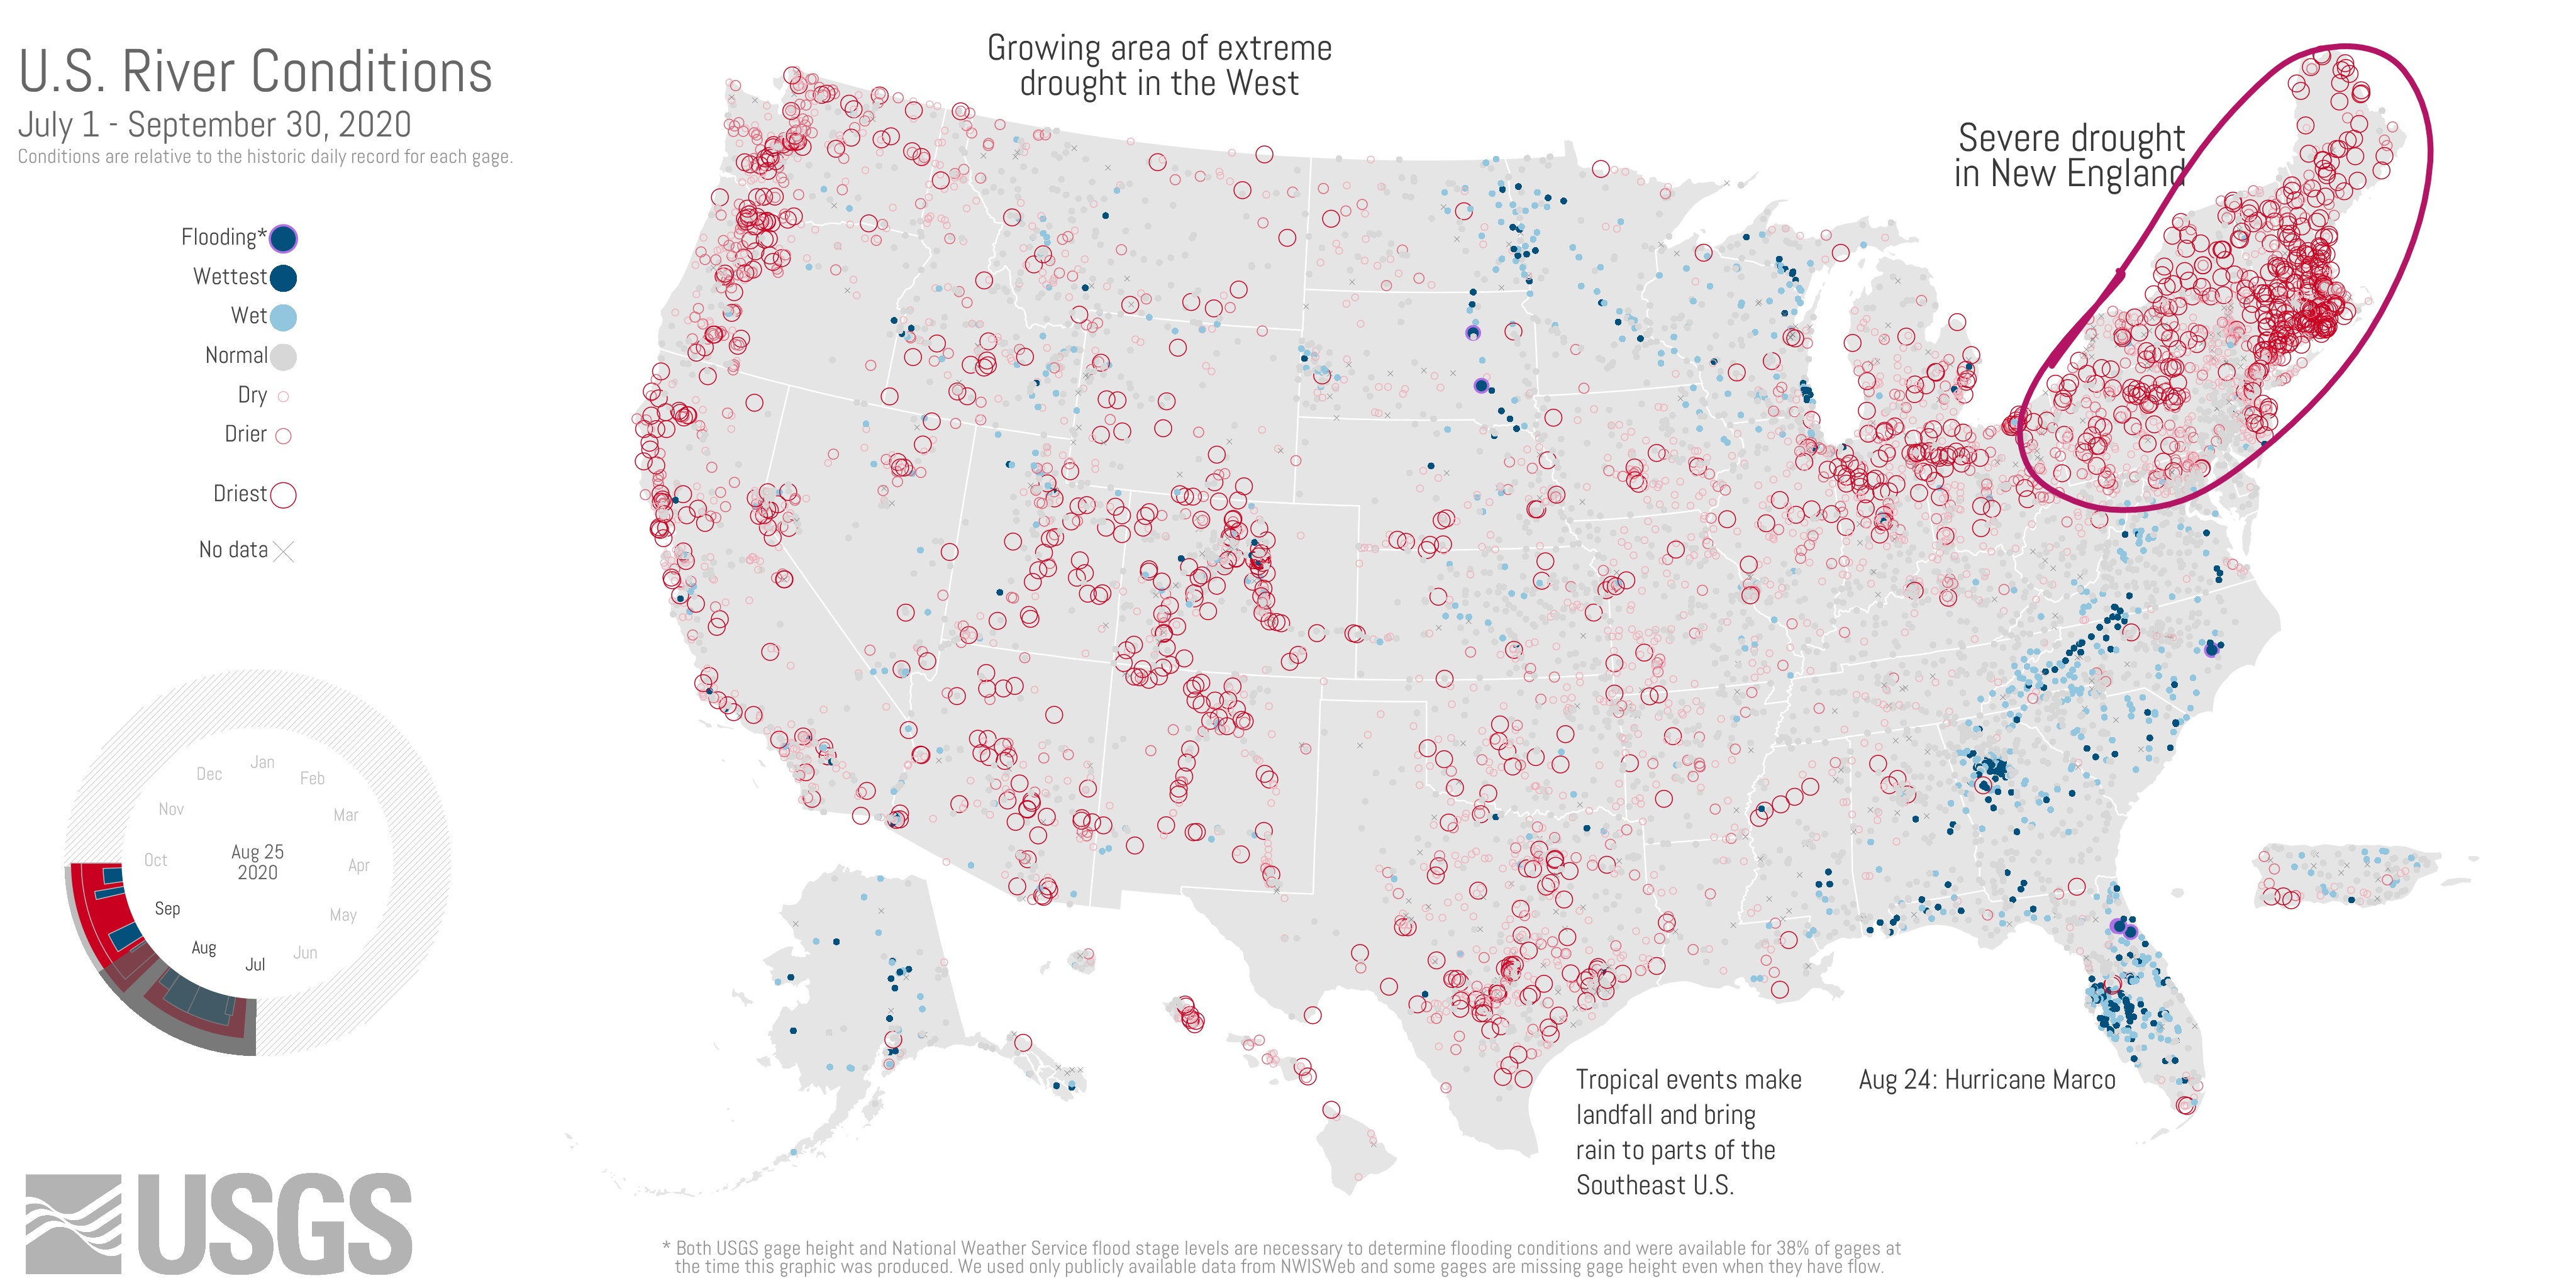 U.S. River Conditions
July 1 - September 30, 2020
Conditions are relative to the historic daily record for each gage.
Flooding*
Wettest
Wet
Normal
Dry
Drier
Driest
No data
Growing area of extreme
drought in the West
Severe drought
in New England
Jan
Feb
Mar
Apr
May
Jun
Jul
Aug
Sep
Oct
Nov
Dec
Aug 25
2020
Tropical events make
landfall and bring
rain to parts of the
Southeast U.S.
Aug 24: Hurricane Marco
USGS
* Both USGS gage height and National Weather Service flood stage levels are necessary to determine flooding conditions and were available for 38% of gages at
the time this graphic was produced. We used only publicly available data from NWISWeb and some gages are missing gage height even when they have flow.